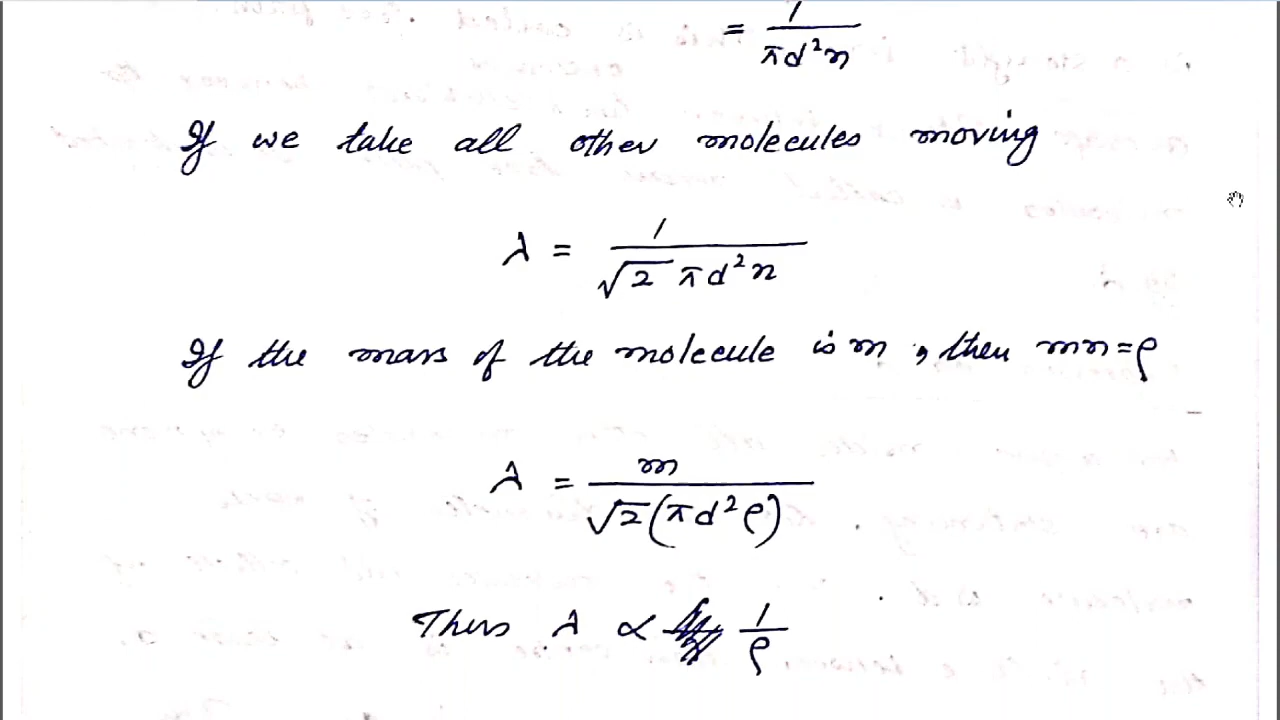 = 1/πd²n
If we take all other molecules moving
λ = 1/√2 πd²n
If the mass of the molecule is m, then mn=ρ
λ = m/√2(πd²ρ)
Thus λ ∝ 1/ρ